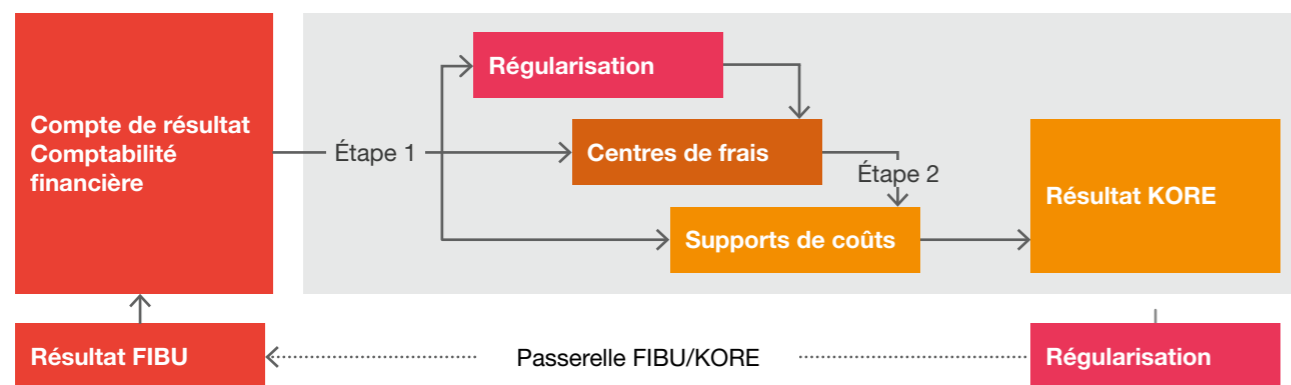 Compte de résultat
Comptabilité
financière
Étape 1
Régularisation
Centres de frais
Étape 2
Supports de coûts
Résultat KORE
Résultat FIBU
Passerelle FIBU/KORE
Régularisation